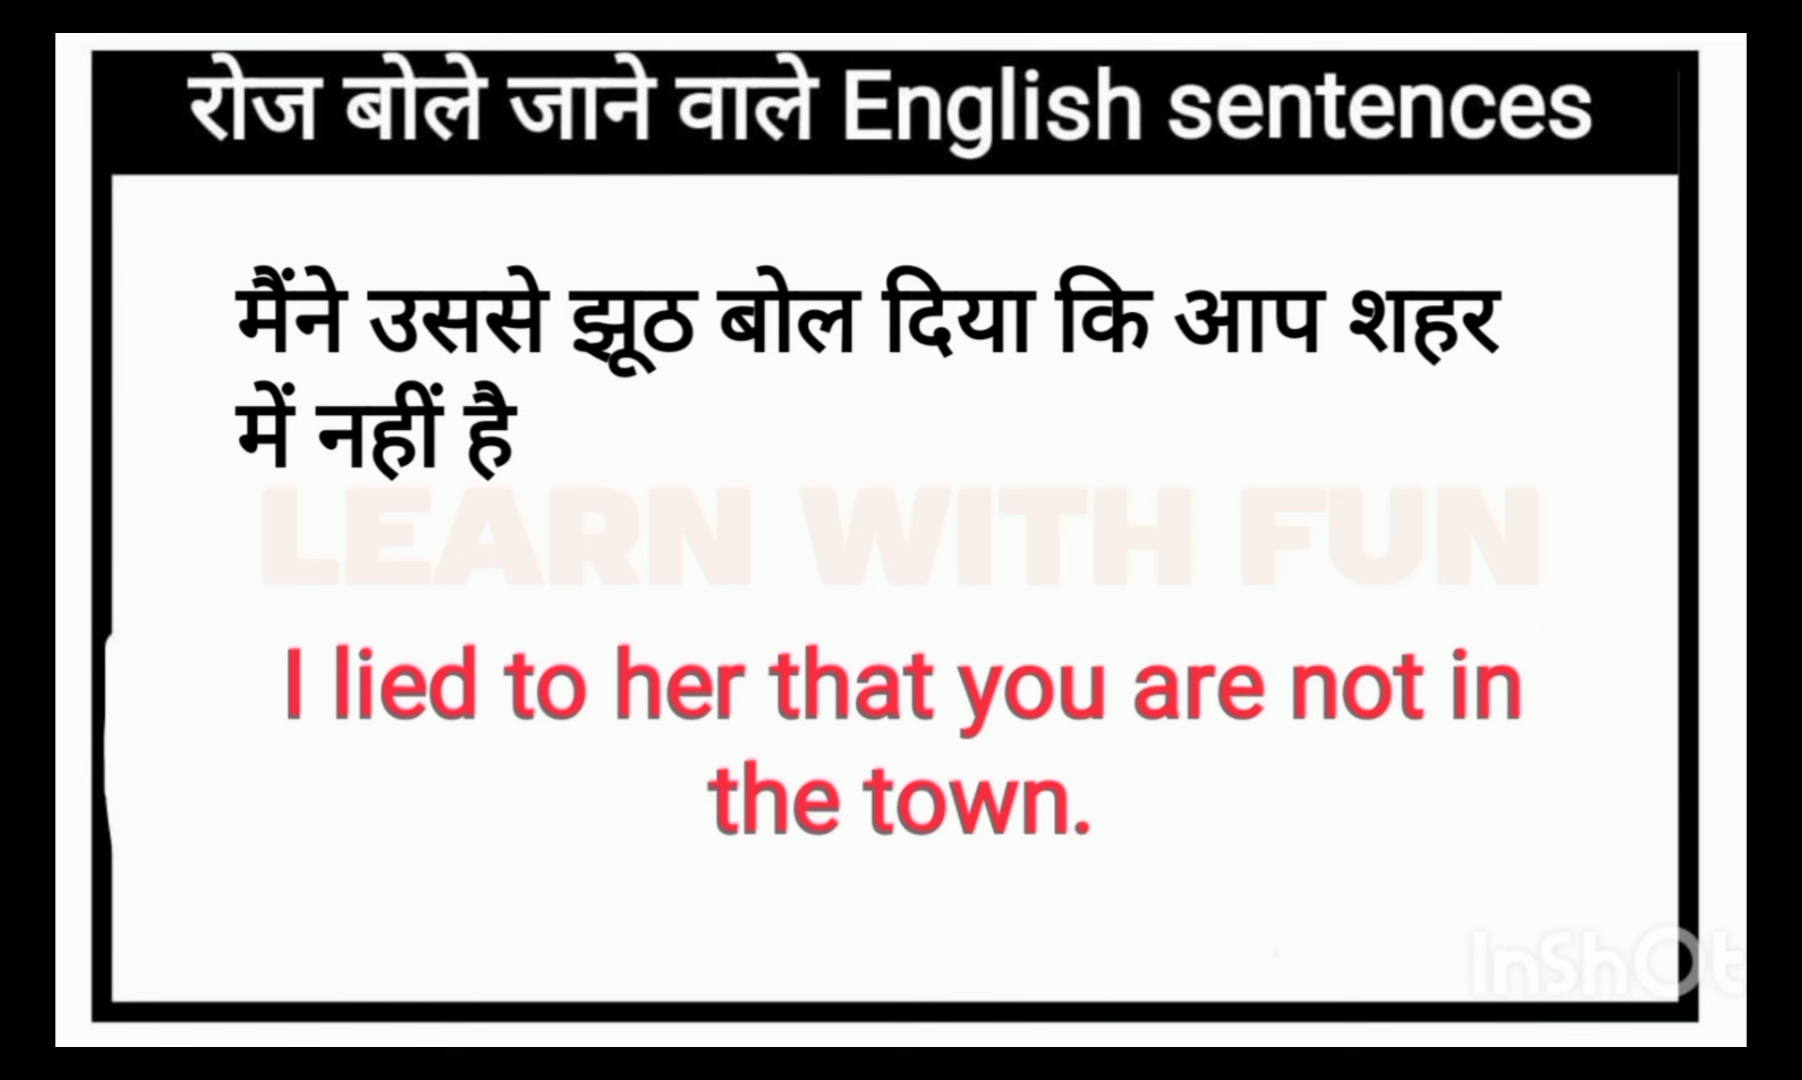 रोज बोले जाने वाले English sentences
मैंने उससे झूठ बोल दिया कि आप शहर
में नहीं है
LEARN WITH FUN
I lied to her that you are not in
the town.
InShOt